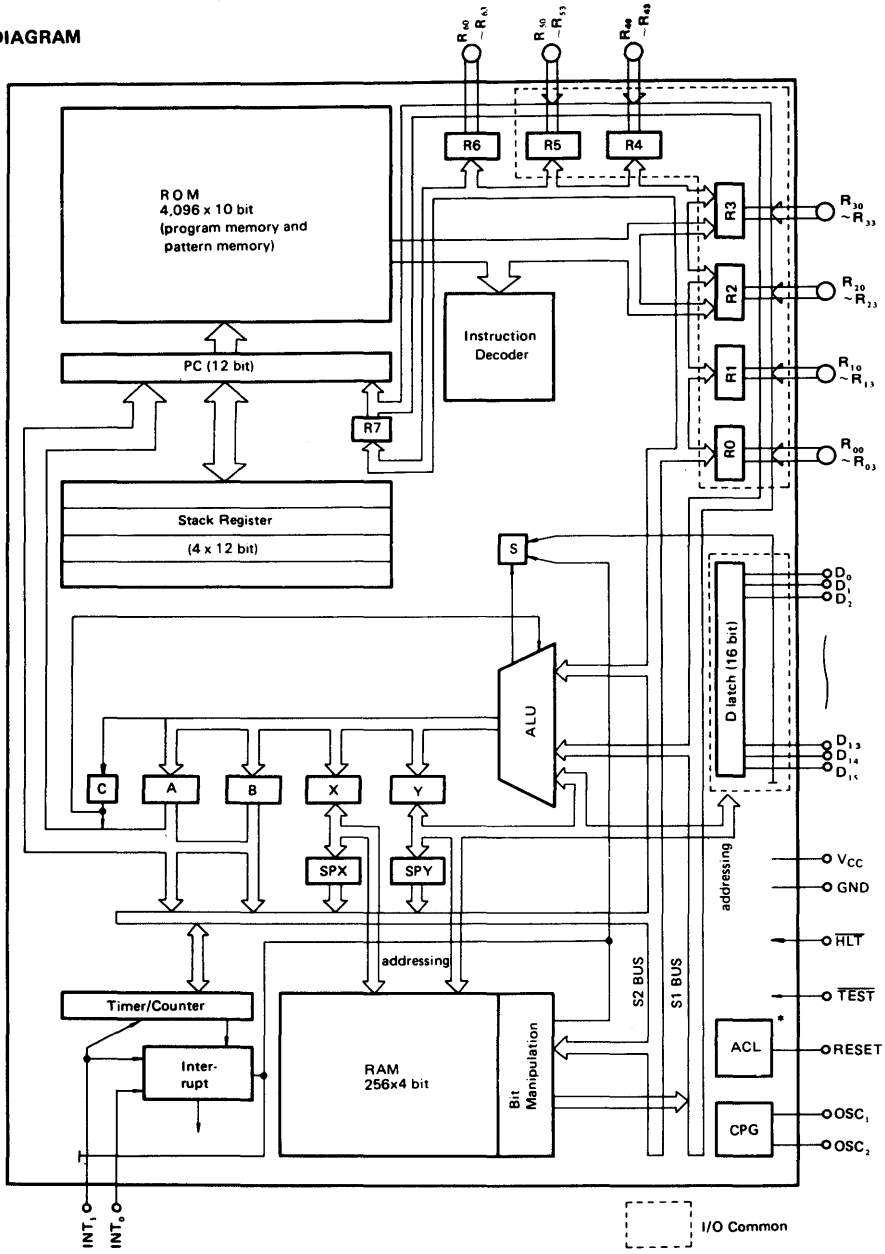 DIAGRAM
R60 ~R63
R50 ~R53
R40 ~R43
R6
R5
R4
ROM
4,096 x 10 bit
(program memory and
pattern memory)
R3
R30
~R33
R2
R20
~R23
Instruction
Decoder
PC (12 bit)
R1
R10
~R13
R7
R0
R00
~R03
Stack Register
(4 x 12 bit)
S
D latch (16 bit)
D0
D1
D2
ALU
D13
D14
D15
C
A
B
X
Y
SPX
SPY
addressing
VCC
GND
addressing
HLT
S2 BUS
S1 BUS
Timer/Counter
TEST
*
Inter-
rupt
RAM
256x4 bit
Bit
Manipulation
ACL
RESET
CPG
OSC1
OSC2
INT1
INT0
I/O Common